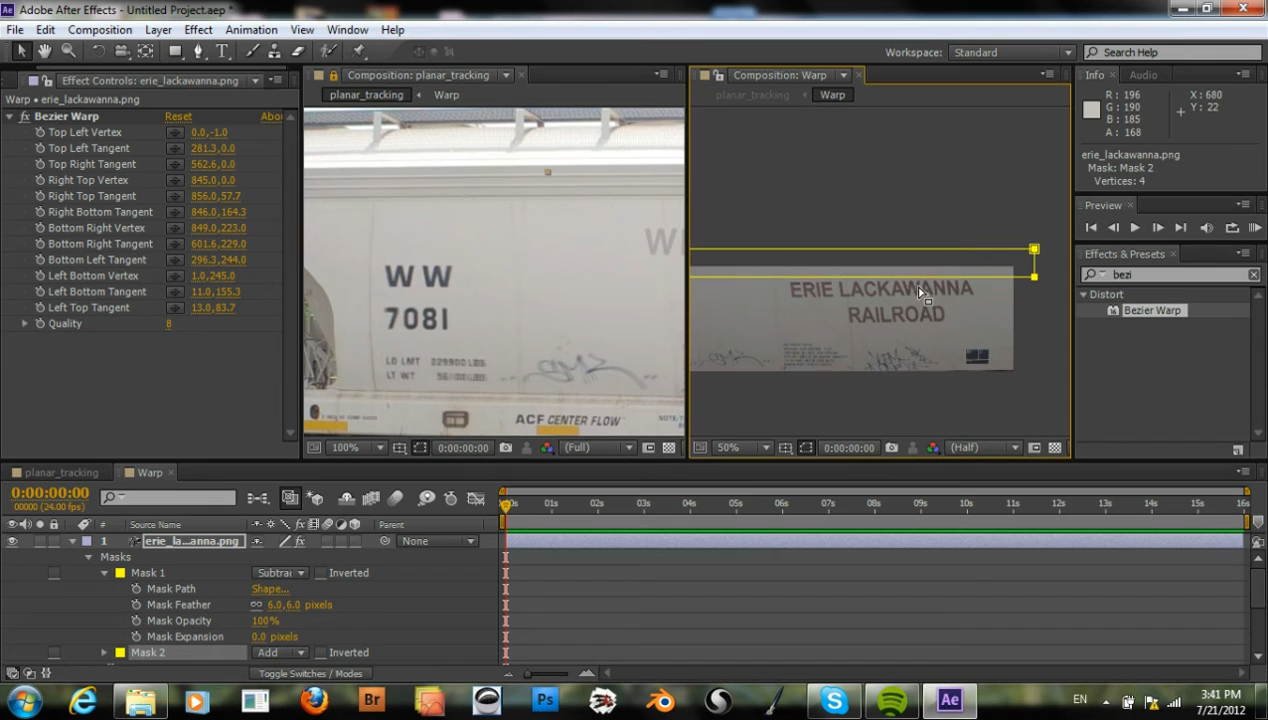 Adobe After Effects - Untitled Project.aep *
File Edit Composition Layer Effect Animation View Window Help
Workspace: Standard
Search Help
Effect Controls: erie_lackawanna.png
Warp • erie_lackawanna.png
fx Bezier Warp Reset Abou
Top Left Vertex 0.0,-1.0
Top Left Tangent 281.3,0.0
Top Right Tangent 562.6,0.0
Right Top Vertex 845.0,0.0
Right Top Tangent 856.0,57.7
Right Bottom Tangent 846.0,164.3
Bottom Right Vertex 849.0,223.0
Bottom Right Tangent 601.6,229.0
Bottom Left Tangent 296.3,244.0
Left Bottom Vertex 1.0,245.0
Left Bottom Tangent 11.0,155.3
Left Top Tangent 13.0,83.7
Quality 8
Composition: planar_tracking
planar_tracking Warp
WW
7081
LD LMT 229900 LBS
LT WT
ACF CENTER FLOW
100% 0:00:00:00 (Full)
Composition: Warp
planar_tracking Warp
ERIE LACKAWANNA
RAILROAD
50% 0:00:00:00 (Half)
Info Audio
R: 196 X: 680
G: 190 Y: 22
B: 185
A: 168
erie_lackawanna.png
Mask: Mask 2
Vertices: 4
Preview
Effects & Presets
bezi
Distort
Bezier Warp
planar_tracking Warp
0:00:00:00
00000 (24.00 fps)
# Source Name Parent
1 erie_la...anna.png fx None
Masks
Mask 1 Subtrac Inverted
Mask Path Shape...
Mask Feather 6.0,6.0 pixels
Mask Opacity 100%
Mask Expansion 0.0 pixels
Mask 2 Add Inverted
Toggle Switches / Modes
01s 02s 03s 04s 05s 06s 07s 08s 09s 10s 11s 12s 13s 14s 15s 16s
Br Ps Ae
EN
3:41 PM
7/21/2012